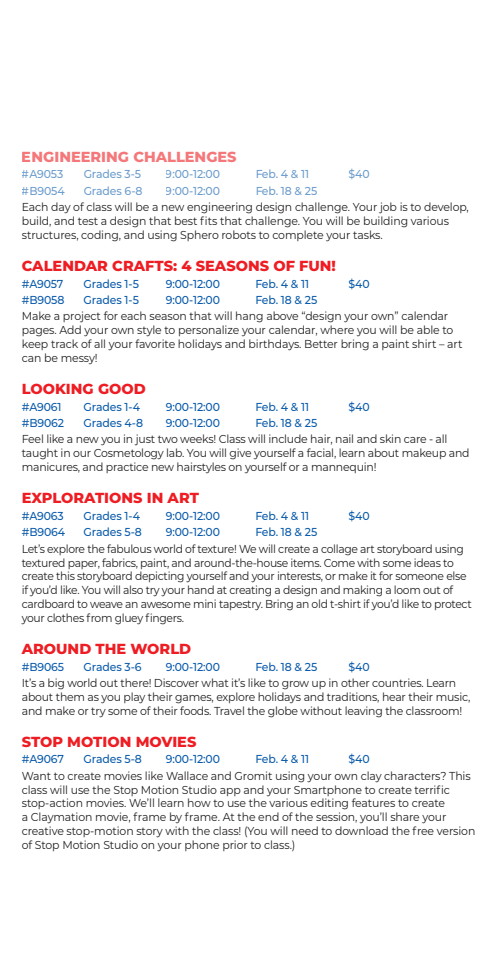 ENGINEERING CHALLENGES
#A9053 Grades 3-5 9:00-12:00 Feb. 4 & 11 $40
#B9054 Grades 6-8 9:00-12:00 Feb. 18 & 25
Each day of class will be a new engineering design challenge. Your job is to develop,
build, and test a design that best fits that challenge. You will be building various
structures, coding, and using Sphero robots to complete your tasks.
CALENDAR CRAFTS: 4 SEASONS OF FUN!
#A9057 Grades 1-5 9:00-12:00 Feb. 4 & 11 $40
#B9058 Grades 1-5 9:00-12:00 Feb. 18 & 25
Make a project for each season that will hang above “design your own” calendar
pages. Add your own style to personalize your calendar, where you will be able to
keep track of all your favorite holidays and birthdays. Better bring a paint shirt – art
can be messy!
LOOKING GOOD
#A9061 Grades 1-4 9:00-12:00 Feb. 4 & 11 $40
#B9062 Grades 4-8 9:00-12:00 Feb. 18 & 25
Feel like a new you in just two weeks! Class will include hair, nail and skin care - all
taught in our Cosmetology lab. You will give yourself a facial, learn about makeup and
manicures, and practice new hairstyles on yourself or a mannequin!
EXPLORATIONS IN ART
#A9063 Grades 1-4 9:00-12:00 Feb. 4 & 11 $40
#B9064 Grades 5-8 9:00-12:00 Feb. 18 & 25
Let’s explore the fabulous world of texture! We will create a collage art storyboard using
textured paper, fabrics, paint, and around-the-house items. Come with some ideas to
create this storyboard depicting yourself and your interests, or make it for someone else
if you’d like. You will also try your hand at creating a design and making a loom out of
cardboard to weave an awesome mini tapestry. Bring an old t-shirt if you’d like to protect
your clothes from gluey fingers.
AROUND THE WORLD
#B9065 Grades 3-6 9:00-12:00 Feb. 18 & 25 $40
It’s a big world out there! Discover what it’s like to grow up in other countries. Learn
about them as you play their games, explore holidays and traditions, hear their music,
and make or try some of their foods. Travel the globe without leaving the classroom!
STOP MOTION MOVIES
#A9067 Grades 5-8 9:00-12:00 Feb. 4 & 11 $40
Want to create movies like Wallace and Gromit using your own clay characters? This
class will use the Stop Motion Studio app and your Smartphone to create terrific
stop-action movies. We’ll learn how to use the various editing features to create
a Claymation movie, frame by frame. At the end of the session, you’ll share your
creative stop-motion story with the class! (You will need to download the free version
of Stop Motion Studio on your phone prior to class.)